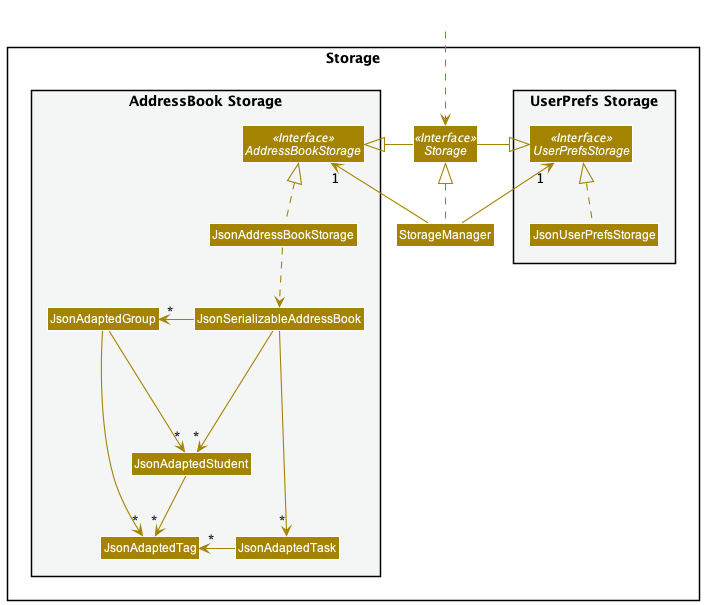 Storage
AddressBook Storage
UserPrefs Storage
«Interface»
AddressBookStorage
«Interface»
Storage
«Interface»
UserPrefsStorage
1
1
JsonAddressBookStorage
StorageManager
JsonUserPrefsStorage
*
JsonAdaptedGroup
JsonSerializableAddressBook
*
*
JsonAdaptedStudent
*
*
*
*
JsonAdaptedTag
JsonAdaptedTask